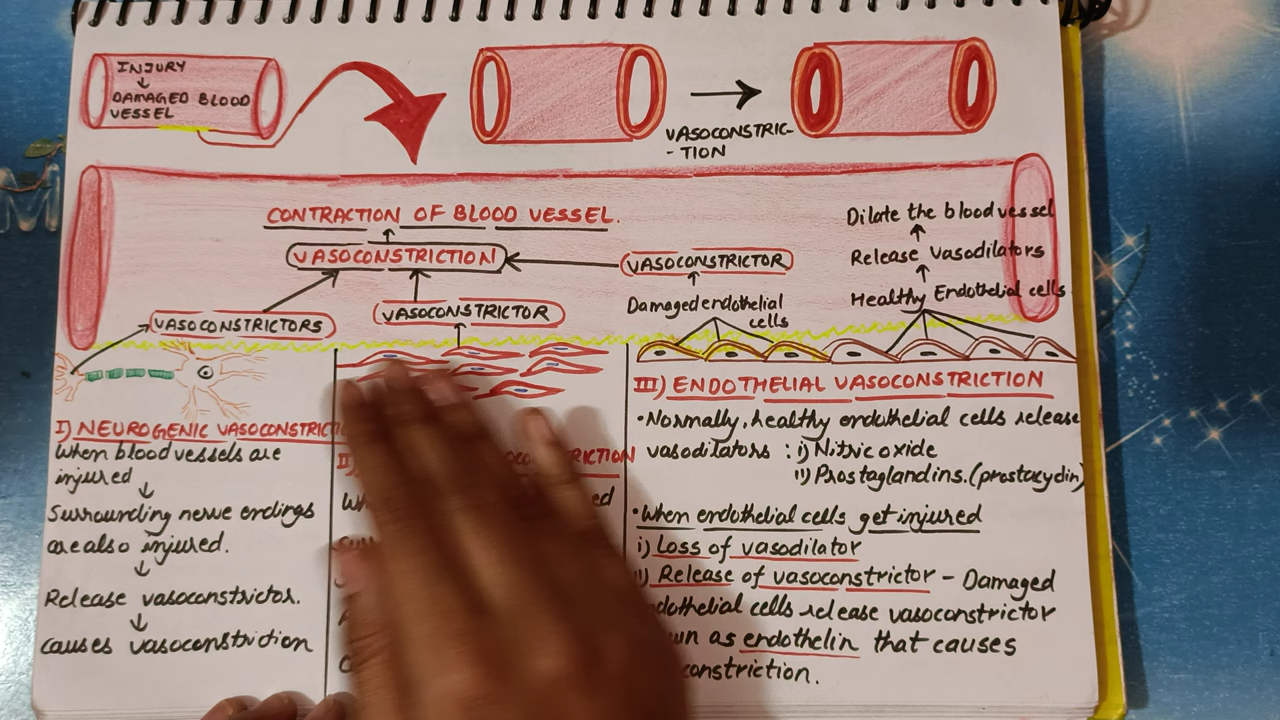 INJURY
DAMAGED BLOOD
VESSEL
VASOCONSTRIC-
-TION
CONTRACTION OF BLOOD VESSEL.
VASOCONSTRICTION
VASOCONSTRICTORS
VASOCONSTRICTOR
VASOCONSTRICTOR
Damaged endothelial
cells
Dilate the blood vessel
Release vasodilators
Healthy Endothelial cells
I) NEUROGENIC
When blood vessels are
injured
Surrounding nerve endings
are also injured.
Release vasoconstrictor.
causes vasoconstriction
II)
III) ENDOTHELIAL VASOCONSTRICTION
• Normally, healthy endothelial cells release
vasodilators : i) Nitric oxide
ii) Prostaglandins. (prostacyclin)
• When endothelial cells get injured
i) Loss of vasodilator
Release of vasoconstrictor - Damaged
cells release vasoconstrictor
as endothelin that causes